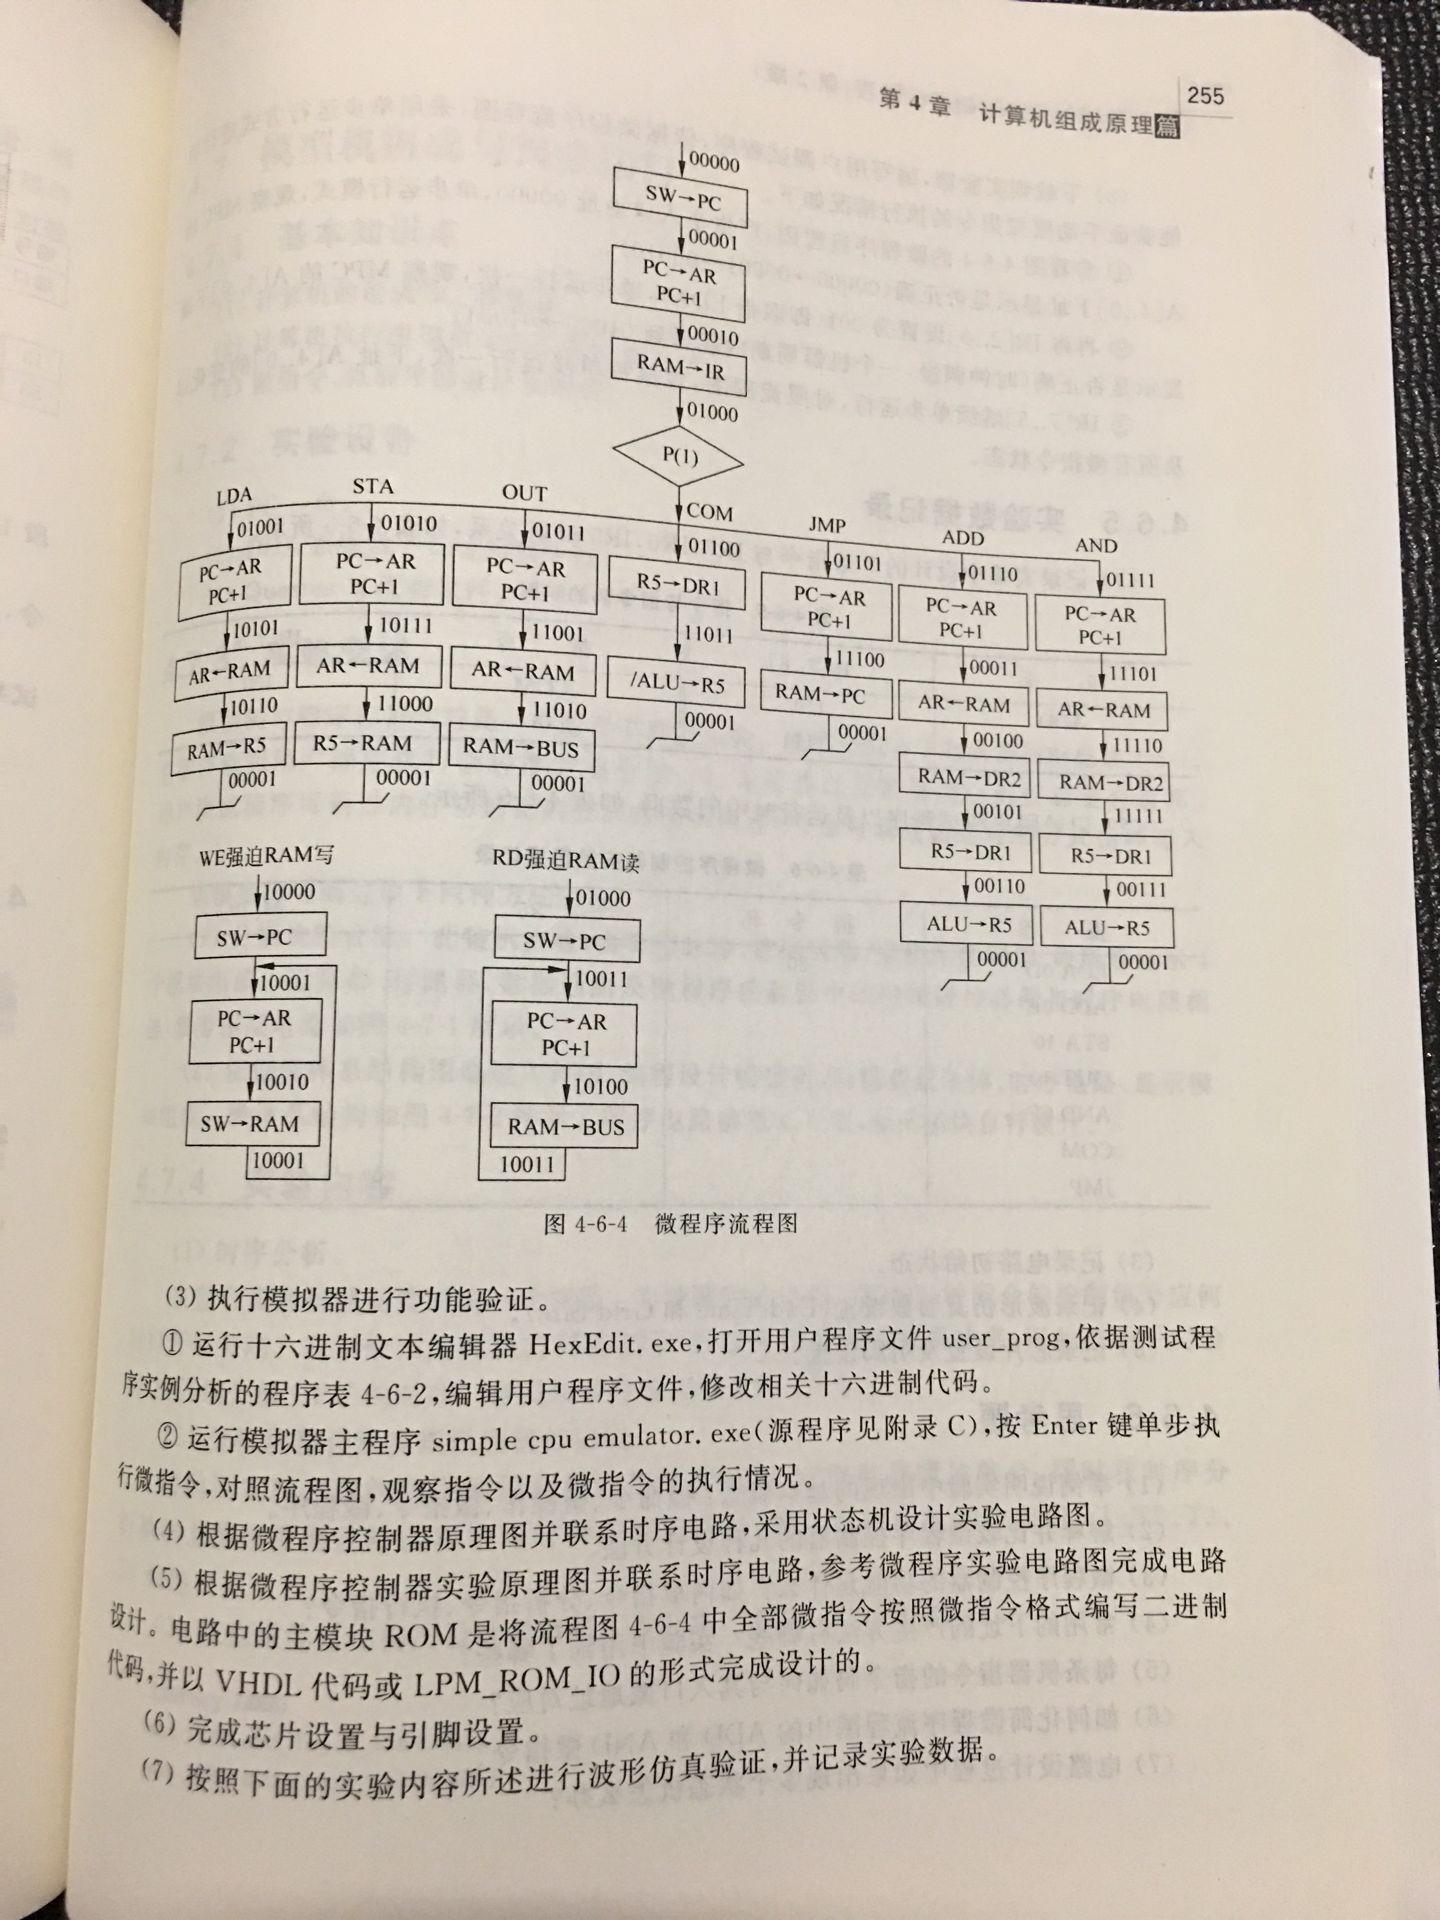 第4章 计算机组成原理篇 255
00000
SW→PC
00001
PC→AR
PC+1
00010
RAM→IR
01000
P(1)
LDA STA OUT COM JMP ADD AND
01001 01010 01011 01100 01101 01110 01111
PC→AR PC→AR PC→AR R5→DR1 PC→AR PC→AR PC→AR
PC+1 PC+1 PC+1 PC+1 PC+1 PC+1
10101 10111 11001 11011 11100 00011 11101
AR←RAM AR←RAM AR←RAM /ALU→R5 RAM→PC AR←RAM AR←RAM
10110 11000 11010 00001 00001 00100 11110
RAM→R5 R5→RAM RAM→BUS RAM→DR2 RAM→DR2
00001 00001 00001 00101 11111
R5→DR1 R5→DR1
00110 00111
ALU→R5 ALU→R5
00001 00001
WE强迫RAM写 RD强迫RAM读
10000 01000
SW→PC SW→PC
10001 10011
PC→AR PC→AR
PC+1 PC+1
10010 10100
SW→RAM RAM→BUS
10001 10011
图 4-6-4 微程序流程图
(3) 执行模拟器进行功能验证。
① 运行十六进制文本编辑器 HexEdit. exe,打开用户程序文件 user_prog,依据测试程
序实例分析的程序表 4-6-2,编辑用户程序文件,修改相关十六进制代码。
② 运行模拟器主程序 simple cpu emulator. exe(源程序见附录 C),按 Enter 键单步执
行微指令,对照流程图,观察指令以及微指令的执行情况。
(4) 根据微程序控制器原理图并联系时序电路,采用状态机设计实验电路图。
(5) 根据微程序控制器实验原理图并联系时序电路,参考微程序实验电路图完成电路
设计。电路中的主模块 ROM 是将流程图 4-6-4 中全部微指令按照微指令格式编写二进制
代码,并以 VHDL 代码或 LPM_ROM_IO 的形式完成设计的。
(6) 完成芯片设置与引脚设置。
(7) 按照下面的实验内容所述进行波形仿真验证,并记录实验数据。